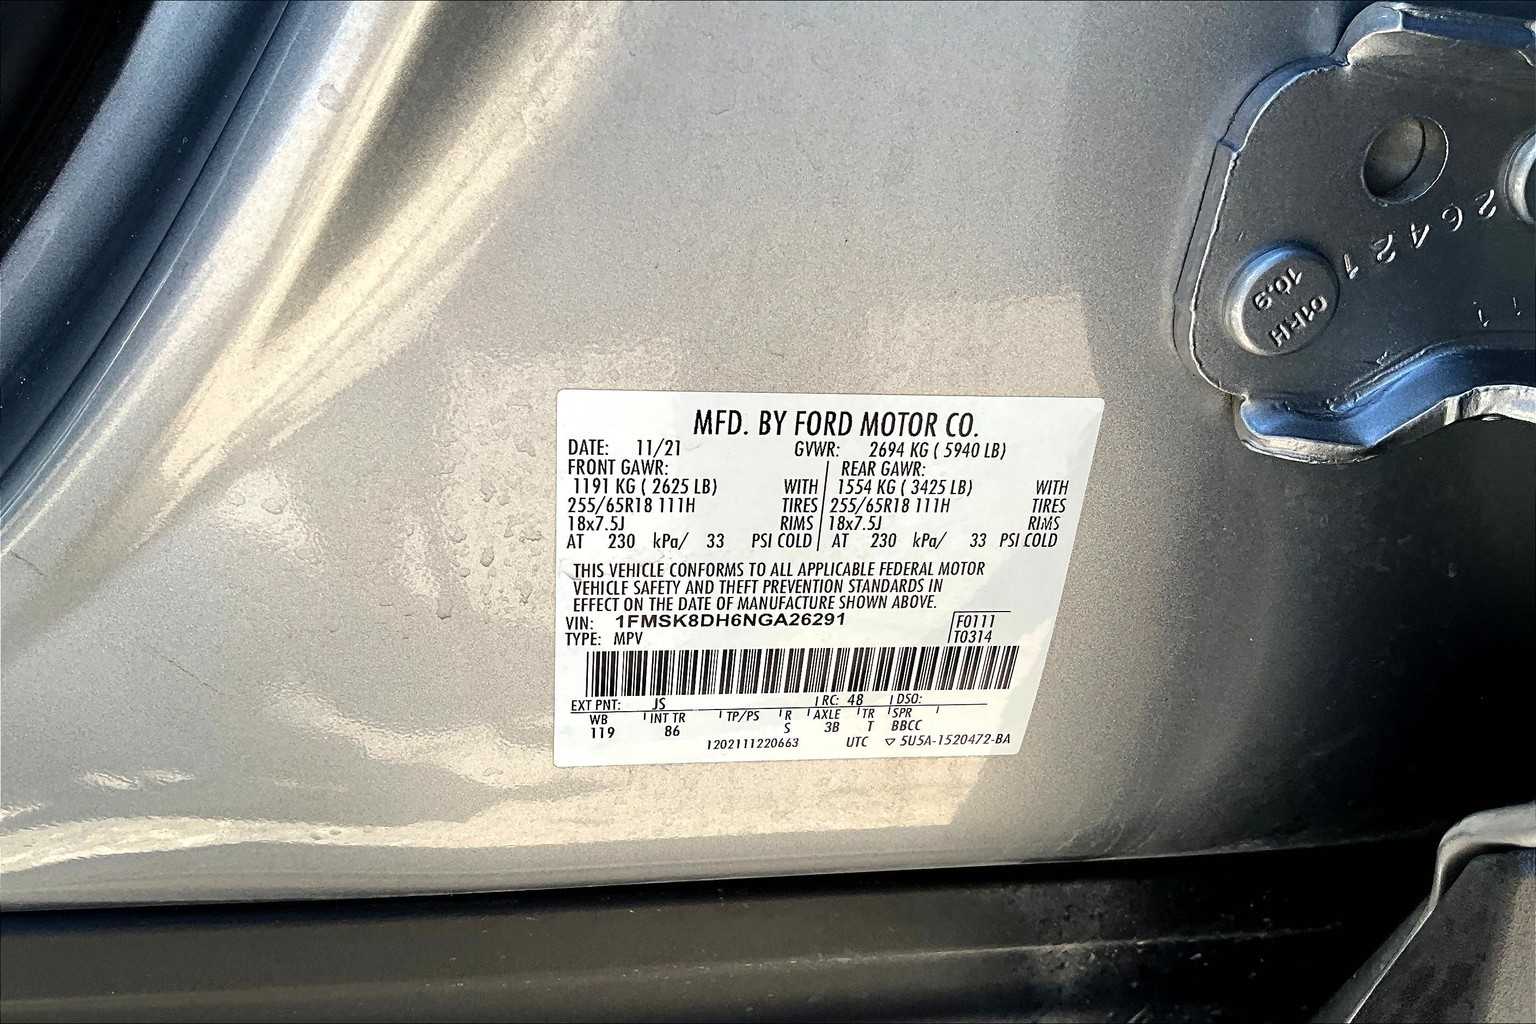 264271
11
10.9
01RH
MFD. BY FORD MOTOR CO.
DATE: 11/21 GVWR: 2694 KG ( 5940 LB)
FRONT GAWR: REAR GAWR:
1191 KG ( 2625 LB) WITH 1554 KG ( 3425 LB) WITH
255/65R18 111H TIRES 255/65R18 111H TIRES
18x7.5J RIMS 18x7.5J RIMS
AT 230 kPa/ 33 PSI COLD AT 230 kPa/ 33 PSI COLD
THIS VEHICLE CONFORMS TO ALL APPLICABLE FEDERAL MOTOR
VEHICLE SAFETY AND THEFT PREVENTION STANDARDS IN
EFFECT ON THE DATE OF MANUFACTURE SHOWN ABOVE.
VIN: 1FMSK8DH6NGA26291 F0111
TYPE: MPV T0314
EXT PNT: JS RC: 48 DSO:
WB INT TR TP/PS R AXLE TR SPR
119 86 S 3B T BBCC
1202111220663 UTC ▽ 5U5A-1520472-BA